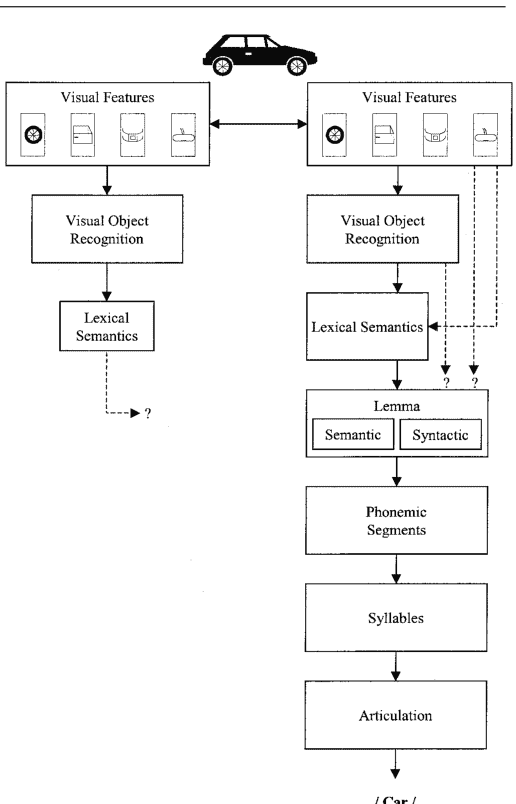 Visual Features
Visual Features
Visual Object
Recognition
Visual Object
Recognition
Lexical
Semantics
Lexical Semantics
?
?
?
Lemma
Semantic
Syntactic
Phonemic
Segments
Syllables
Articulation
/ Car /